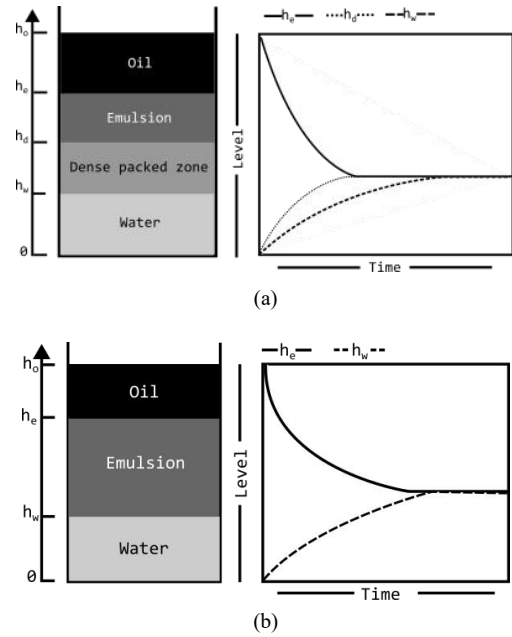 hₒ
hₑ
h_d
h_w
0
Oil
Emulsion
Dense packed zone
Water
hₑ h_d h_w
Level
Time
(a)
hₒ
hₑ
h_w
0
Oil
Emulsion
Water
hₑ h_w
Level
Time
(b)